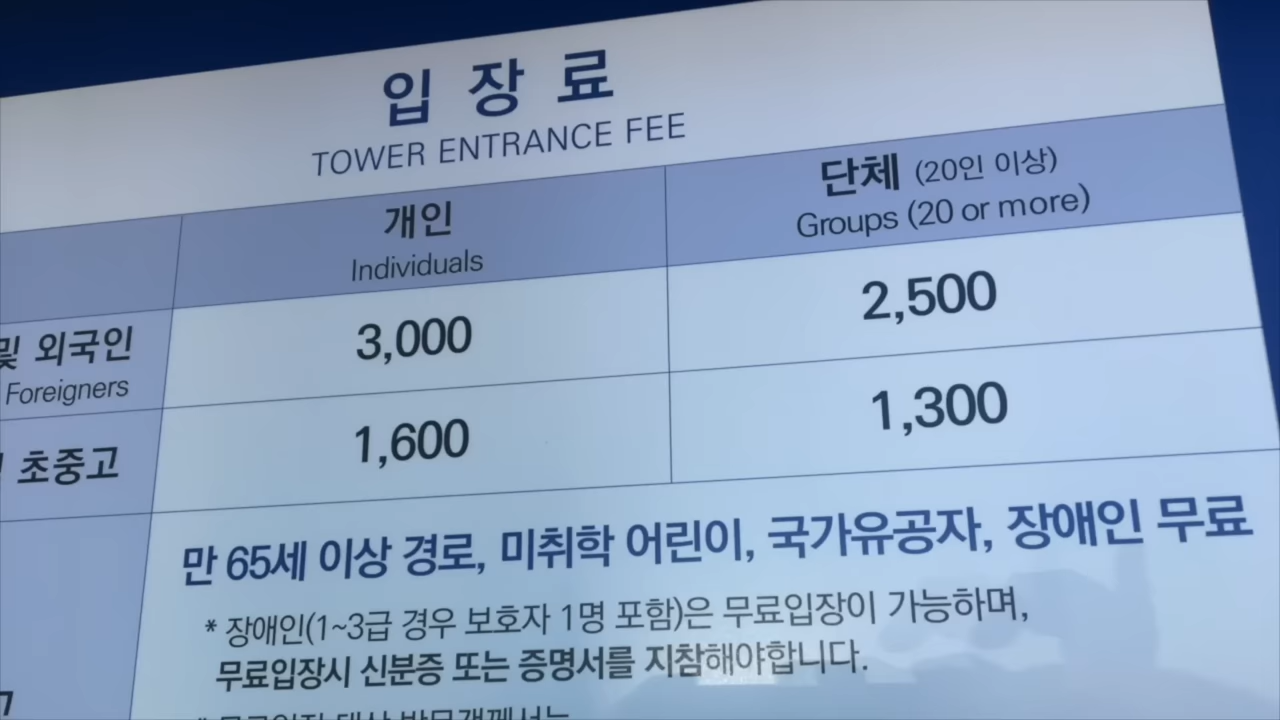 입장료
TOWER ENTRANCE FEE
개인
Individuals
단체 (20인 이상)
Groups (20 or more)
및 외국인
Foreigners
3,000
2,500
초중고
1,600
1,300
만 65세 이상 경로, 미취학 어린이, 국가유공자, 장애인 무료
* 장애인(1~3급 경우 보호자 1명 포함)은 무료입장이 가능하며,
무료입장시 신분증 또는 증명서를 지참해야합니다.